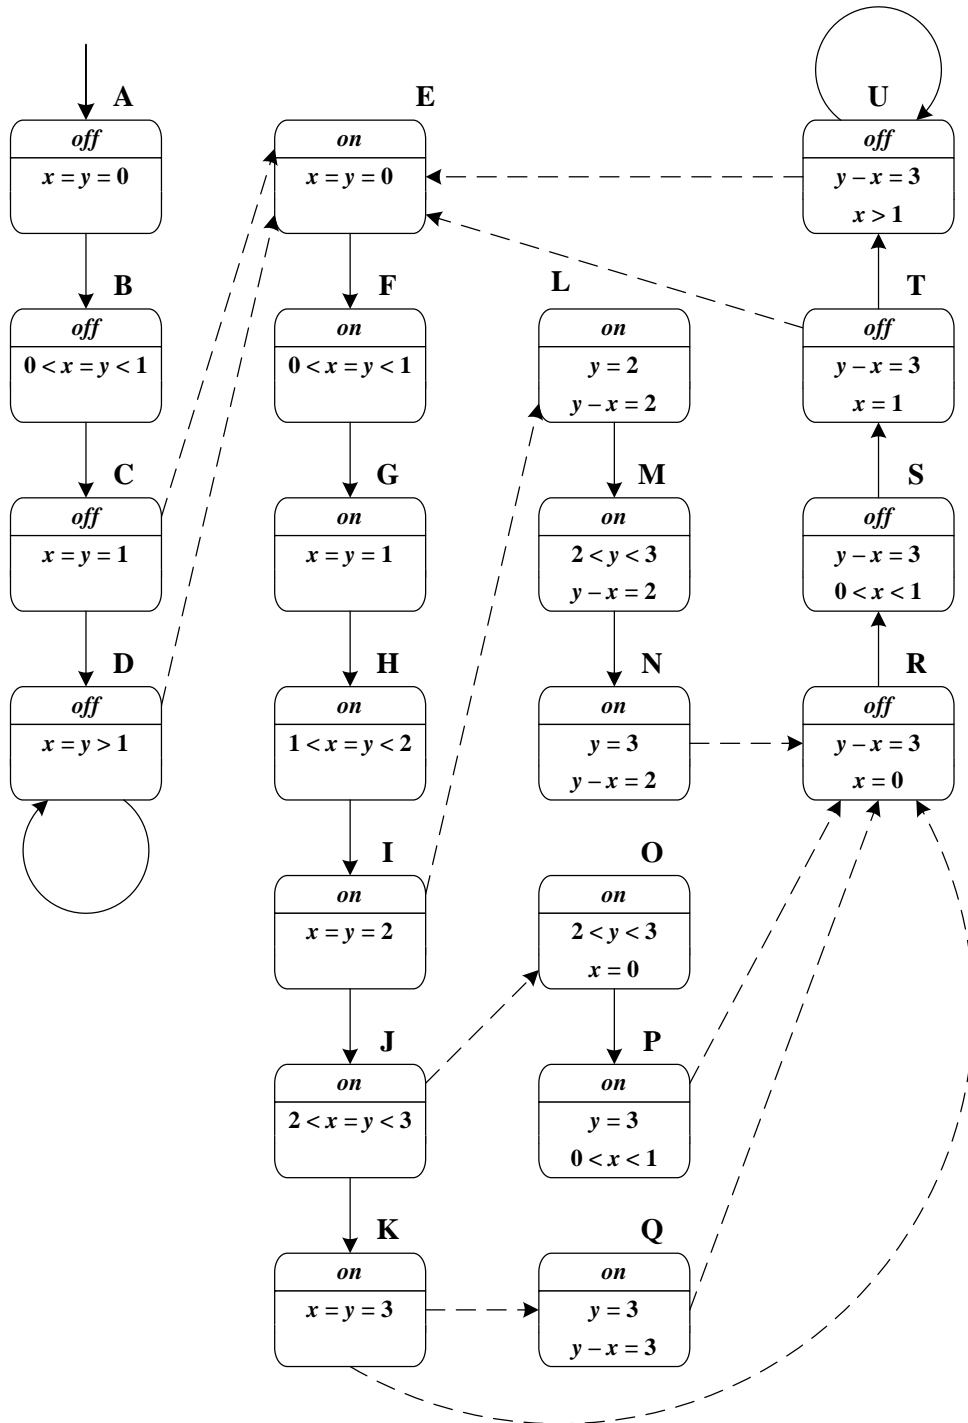 A
off
x = y = 0
B
off
0 < x = y < 1
C
off
x = y = 1
D
off
x = y > 1
E
on
x = y = 0
F
on
0 < x = y < 1
G
on
x = y = 1
H
on
1 < x = y < 2
I
on
x = y = 2
J
on
2 < x = y < 3
K
on
x = y = 3
L
on
y = 2
y – x = 2
M
on
2 < y < 3
y – x = 2
N
on
y = 3
y – x = 2
O
on
2 < y < 3
x = 0
P
on
y = 3
0 < x < 1
Q
on
y = 3
y – x = 3
U
off
y – x = 3
x > 1
T
off
y – x = 3
x = 1
S
off
y – x = 3
0 < x < 1
R
off
y – x = 3
x = 0